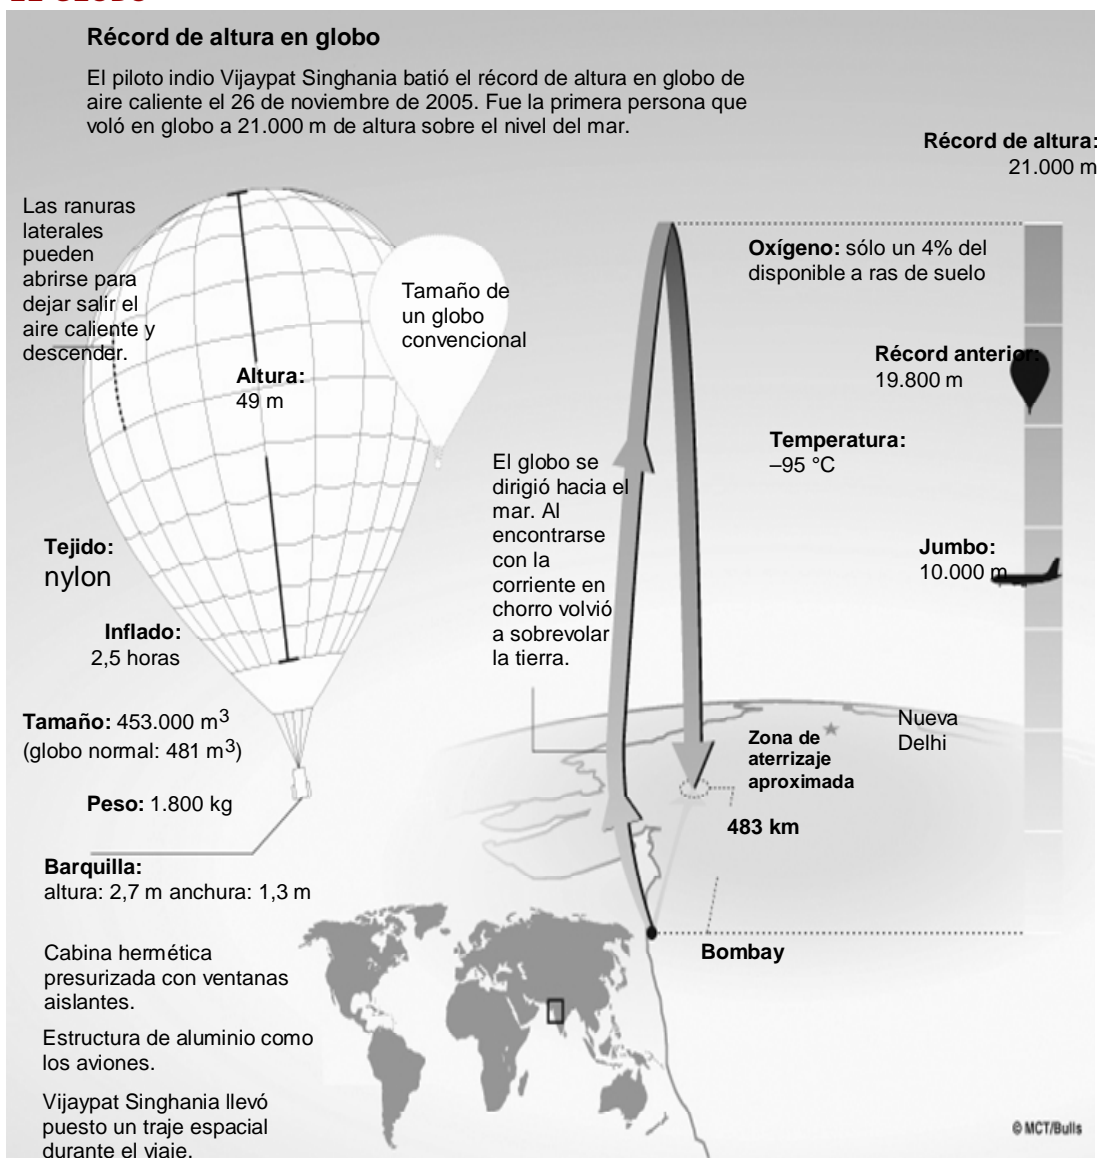 Récord de altura en globo
El piloto indio Vijaypat Singhania batió el récord de altura en globo de
aire caliente el 26 de noviembre de 2005. Fue la primera persona que
voló en globo a 21.000 m de altura sobre el nivel del mar.
Récord de altura:
21.000 m
Las ranuras
laterales
pueden
abrirse para
dejar salir el
aire caliente y
descender.
Tamaño de
un globo
convencional
Altura:
49 m
Oxígeno: sólo un 4% del
disponible a ras de suelo
Récord anterior:
19.800 m
Temperatura:
–95 °C
El globo se
dirigió hacia el
mar. Al
encontrarse
con la
corriente en
chorro volvió
a sobrevolar
la tierra.
Jumbo:
10.000 m
Tejido:
nylon
Inflado:
2,5 horas
Tamaño: 453.000 m3
(globo normal: 481 m3)
Peso: 1.800 kg
Nueva
Delhi
Zona de
aterrizaje
aproximada
483 km
Bombay
Barquilla:
altura: 2,7 m anchura: 1,3 m
Cabina hermética
presurizada con ventanas
aislantes.
Estructura de aluminio como
los aviones.
Vijaypat Singhania llevó
puesto un traje espacial
durante el viaje.
© MCT/Bulls